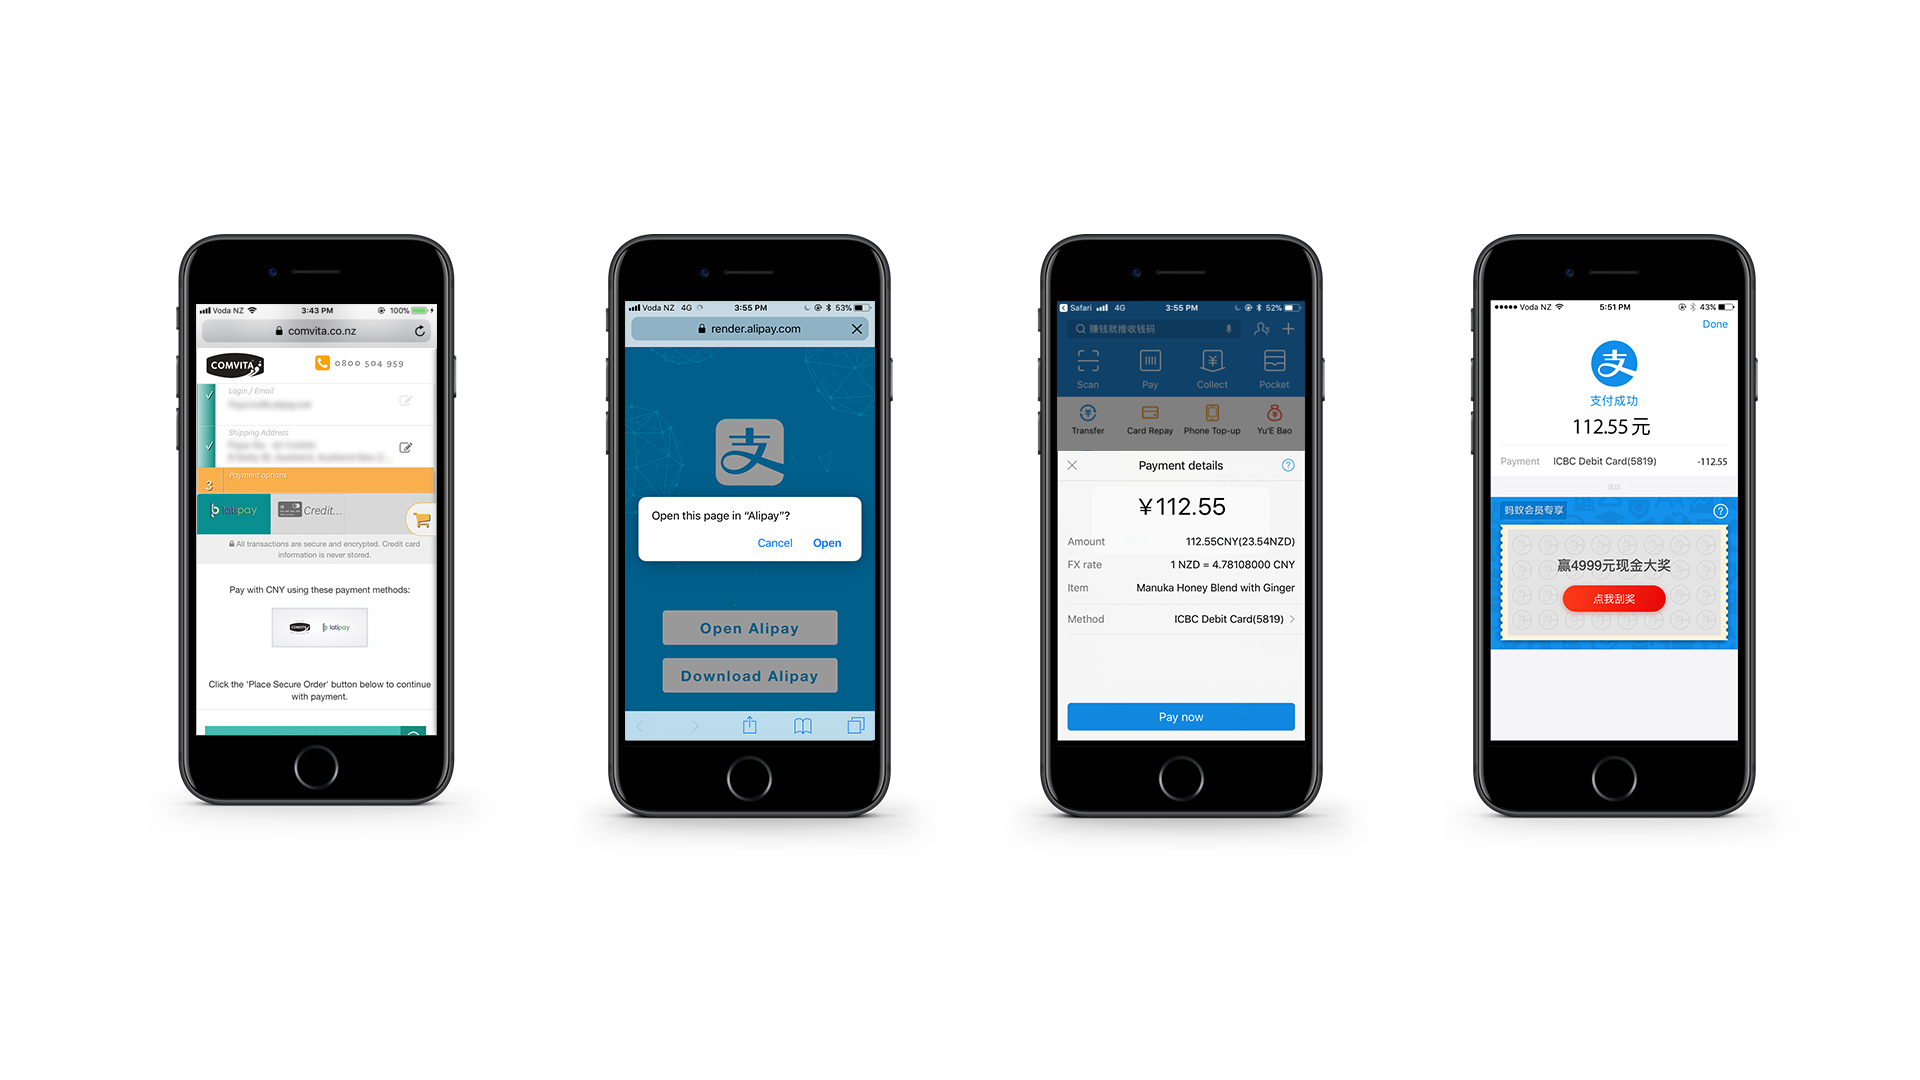 Voda NZ 3:43 PM 100%
comvita.co.nz
COMVITA 0800 504 959
Login / Email
Shipping Address
3 Payment options
latipay Credit...
All transactions are secure and encrypted. Credit card
information is never stored.
Pay with CNY using these payment methods:
COMVITA latipay
Click the 'Place Secure Order' button below to continue
with payment.
Voda NZ 4G 3:55 PM 53%
render.alipay.com
支
Open this page in “Alipay”?
Cancel Open
Open Alipay
Download Alipay
Safari 4G 3:55 PM 52%
赚钱就推收钱码
Scan Pay Collect Pocket
Transfer Card Repay Phone Top-up Yu'E Bao
Payment details
¥112.55
Amount 112.55CNY(23.54NZD)
FX rate 1 NZD = 4.78108000 CNY
Item Manuka Honey Blend with Ginger
Method ICBC Debit Card(5819)
Pay now
Voda NZ 5:51 PM 43%
Done
支
支付成功
112.55元
Payment ICBC Debit Card(5819) -112.55
活动
蚂蚁会员专享
赢4999元现金大奖
点我刮奖